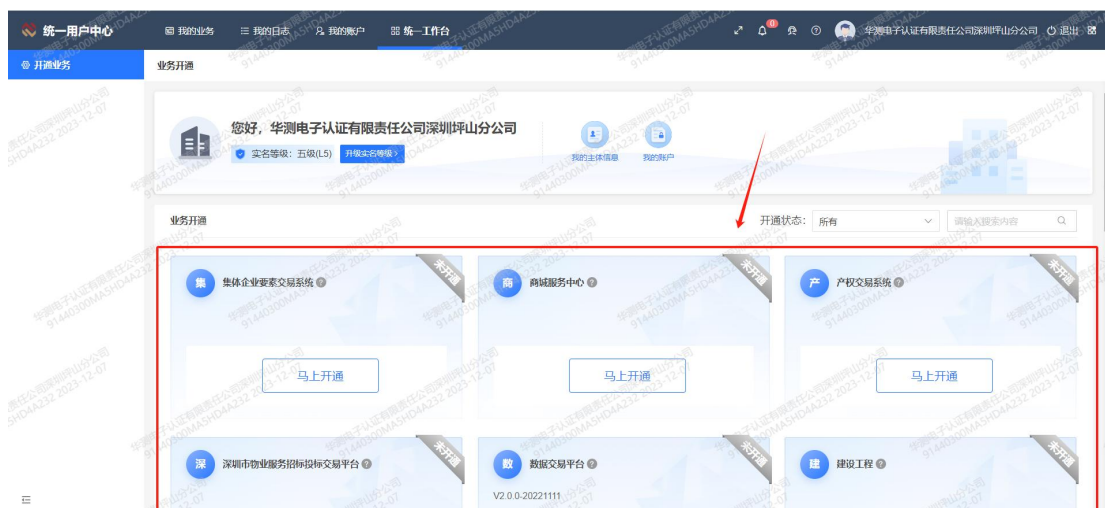 统一用户中心 我的业务 我的日志 我的账户 统一工作台 华测电子认证有限责任公司深圳坪山分公司 退出
开通业务 业务开通
您好，华测电子认证有限责任公司深圳坪山分公司
实名等级：五级(L5) 升级实名等级>
我的主体信息 我的账户
业务开通 开通状态： 所有 请输入搜索内容
集 集体企业要素交易系统 未开通 商 商城服务中心 未开通 产 产权交易系统 未开通
马上开通 马上开通 马上开通
深 深圳市物业服务招标投标交易平台 未开通 数 数据交易平台 未开通 建 建设工程 未开通
V2.0.0-20221111